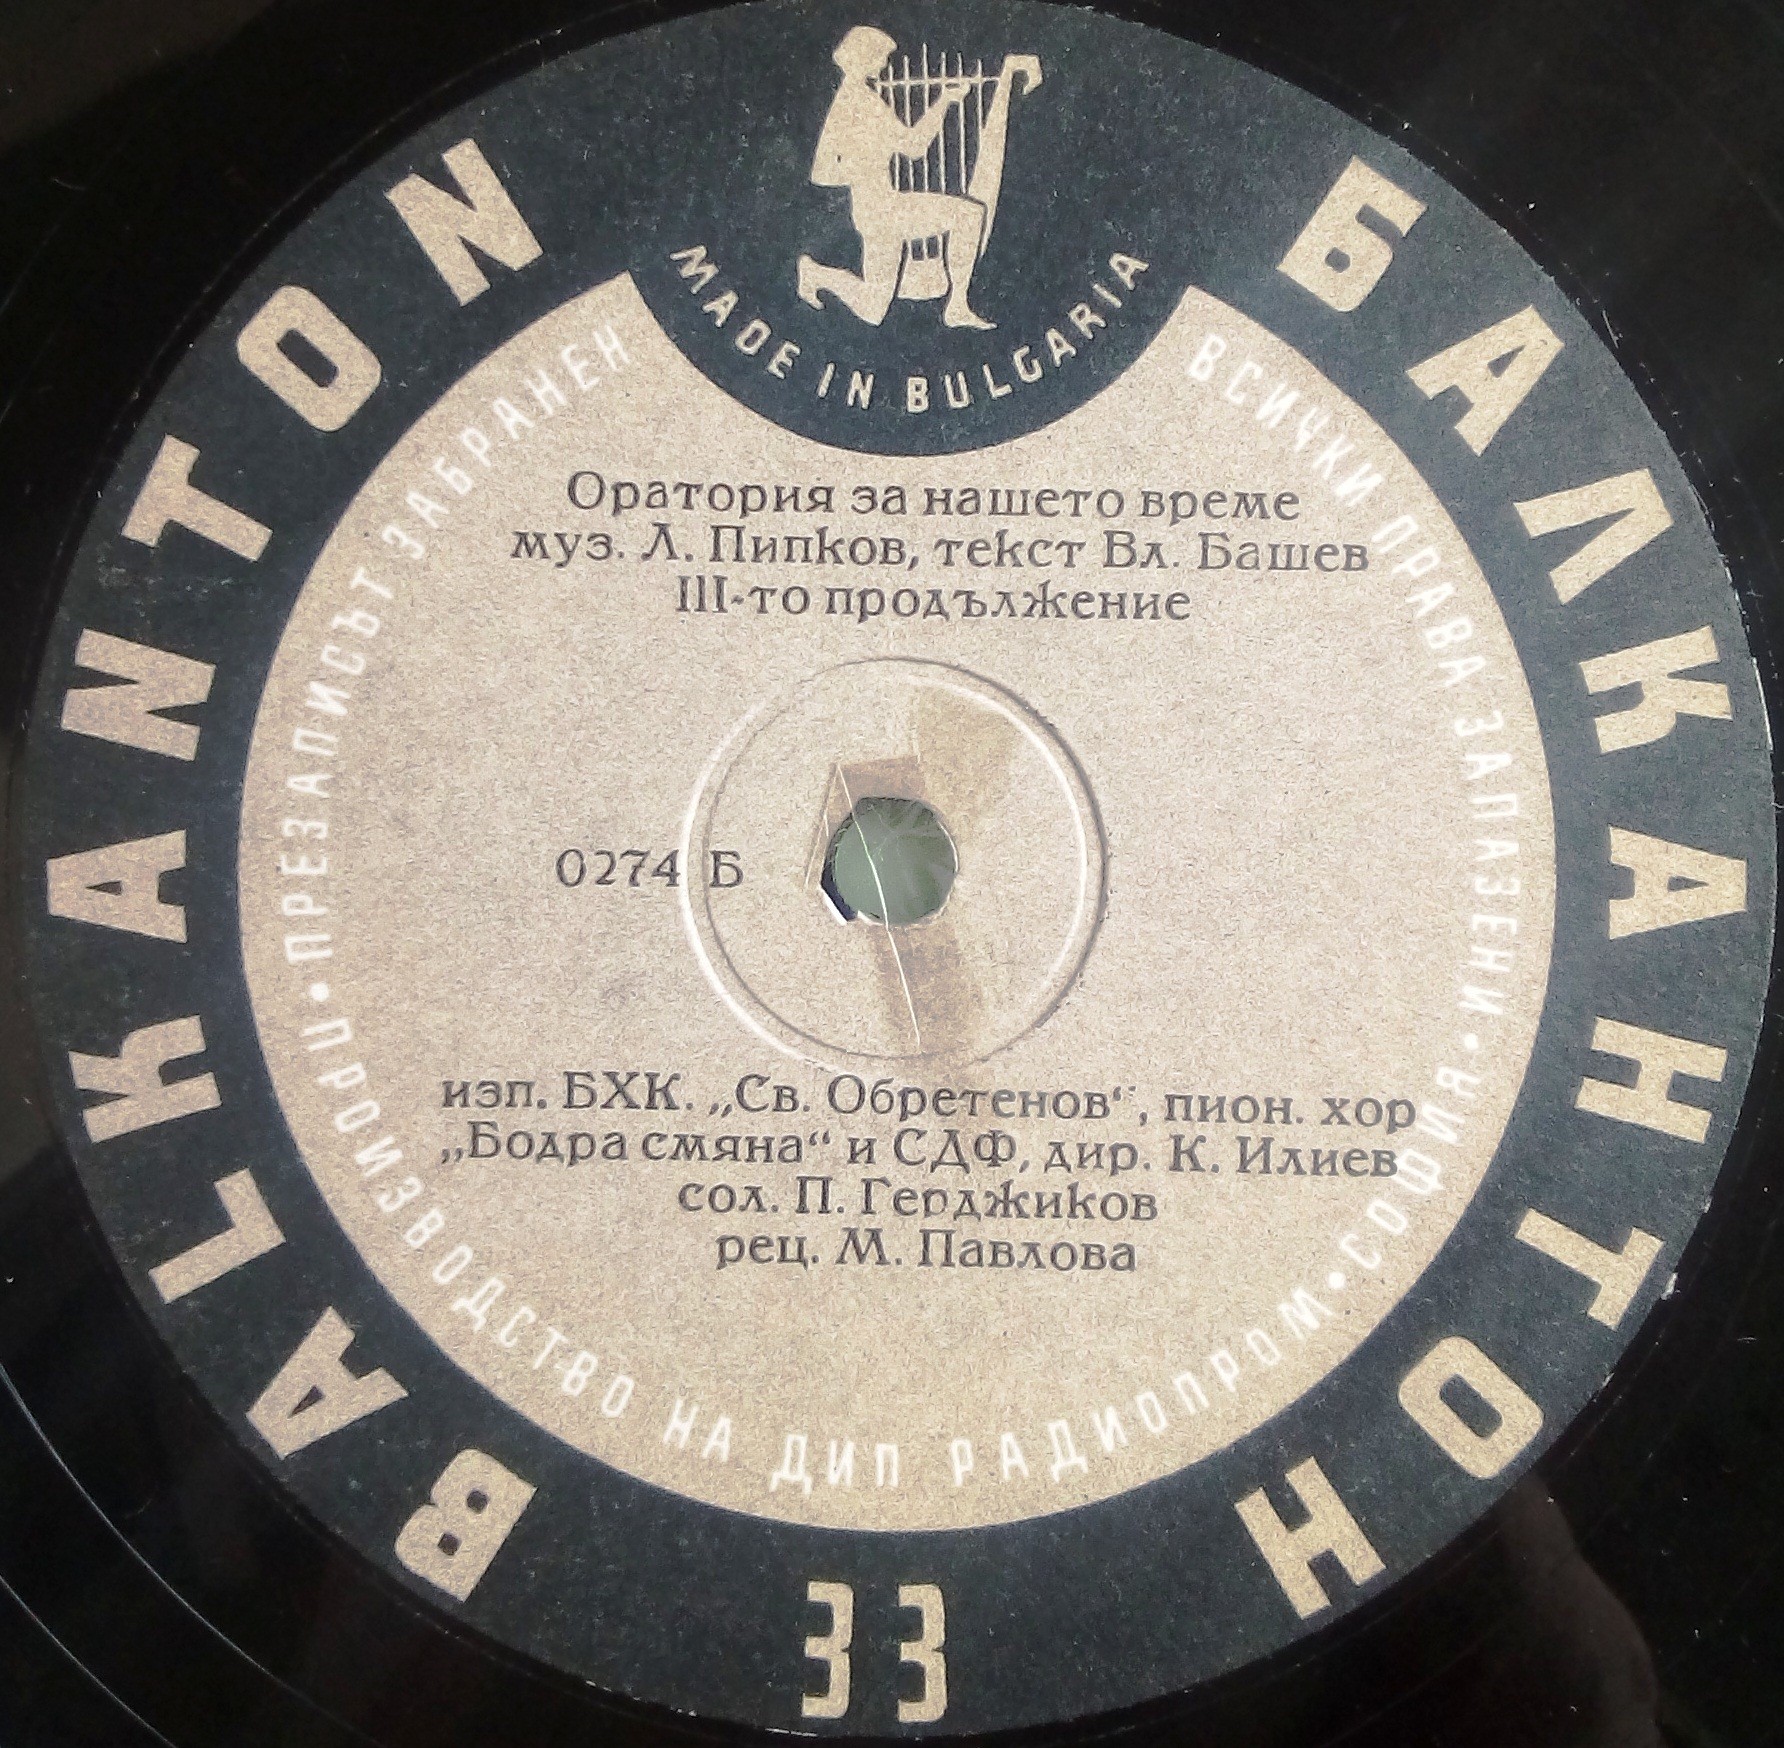 BALKANTON
БАЛКАНТОН
MADE IN BULGARIA
ВСИЧКИ ПРАВА ЗАПАЗЕНИ • СОФИЯ •
ПРОИЗВОДСТВО НА ДИП РАДИОПРОМ •
ПРЕЗАПИСЪТ ЗАБРАНЕН •
Оратория за нашето време
муз. Л. Пипков, текст Вл. Башев
III-то продължение
0274 Б
изп. БХК. „Св. Обретенов“, пион. хор
„Бодра смяна“ и СДФ, дир. К. Илиев
сол. П. Герджиков
рец. М. Павлова
33